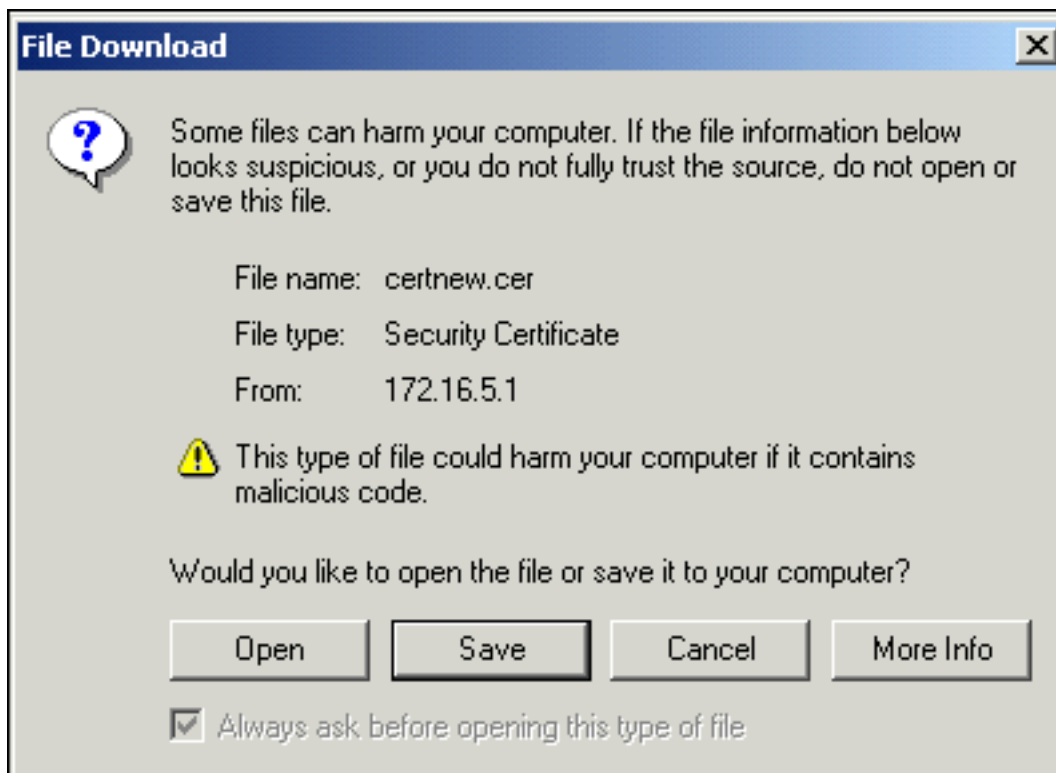 File Download
Some files can harm your computer. If the file information below
looks suspicious, or you do not fully trust the source, do not open or
save this file.
File name: certnew.cer
File type: Security Certificate
From: 172.16.5.1
This type of file could harm your computer if it contains
malicious code.
Would you like to open the file or save it to your computer?
Open Save Cancel More Info
Always ask before opening this type of file